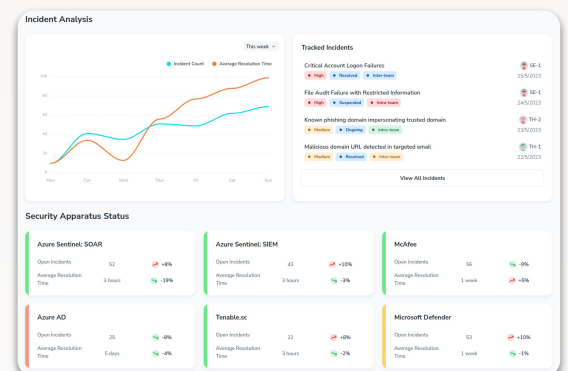 Incident Analysis
This week
Incident Count
Average Resolution Time
100
80
60
40
20
0
Mon
Tue
Wed
Thu
Fri
Sat
Sun
Tracked Incidents
Critical Account Logon Failures
SE-1
High
Resolved
Inter-team
25/5/2023
File Audit Failure with Restricted Information
SE-1
High
Suspended
Intra-team
24/5/2023
Known phishing domain impersonating trusted domain
TH-2
Medium
Ongoing
Intra-team
23/5/2023
Malicious domain URL detected in targeted email
TH-1
Medium
Resolved
Inter-team
22/5/2023
View All Incidents
Security Apparatus Status
Azure Sentinel: SOAR
Open Incidents
52
+8%
Average Resolution
Time
3 hours
-19%
Azure Sentinel: SIEM
Open Incidents
43
+10%
Average Resolution
Time
3 hours
-3%
McAfee
Open Incidents
56
-9%
Average Resolution
Time
1 week
+5%
Azure AD
Open Incidents
25
-8%
Average Resolution
Time
5 days
-4%
Tenable.sc
Open Incidents
22
+8%
Average Resolution
Time
3 hours
-2%
Microsoft Defender
Open Incidents
53
+10%
Average Resolution
Time
1 week
-1%